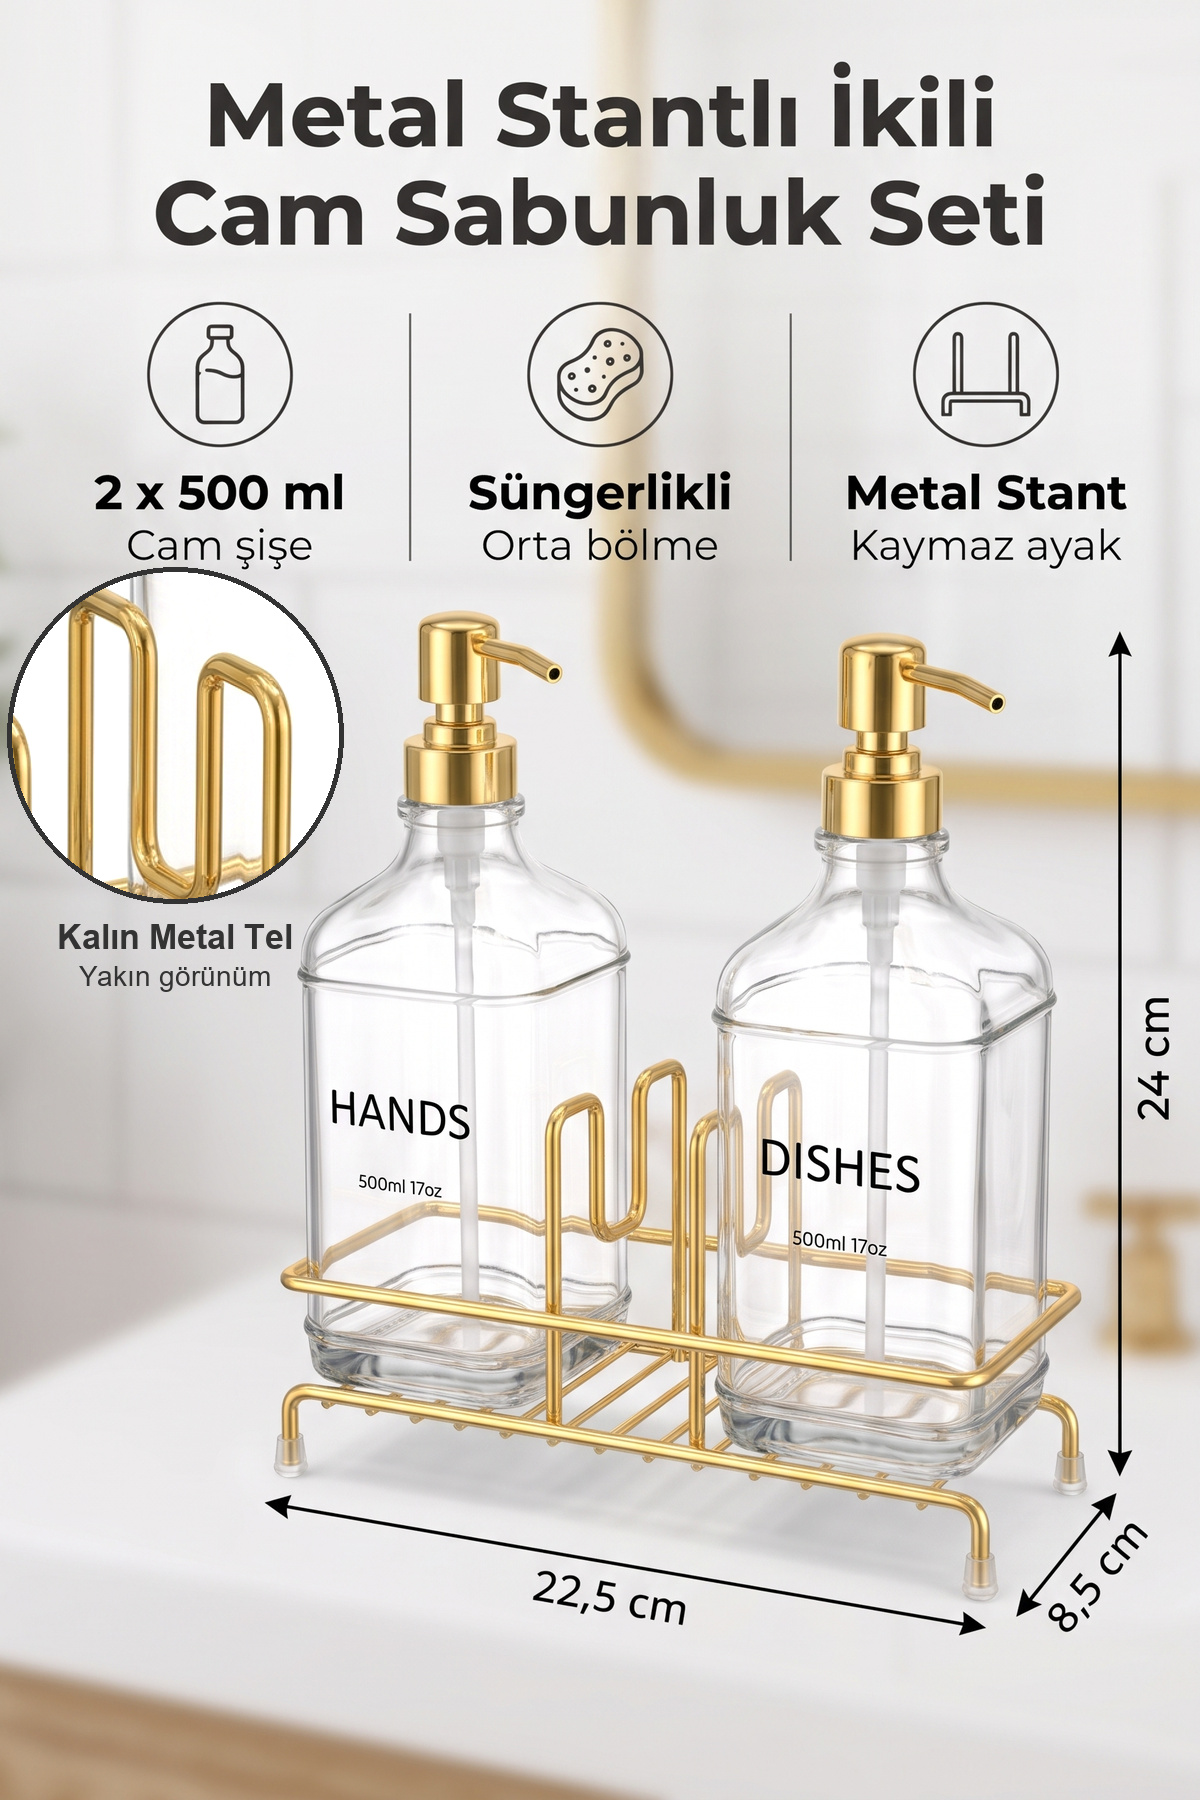 Metal Stantlı İkili
Cam Sabunluk Seti
2 x 500 ml
Cam şişe
Süngerlikli
Orta bölme
Metal Stant
Kaymaz ayak
Kalın Metal Tel
Yakın görünüm
HANDS
500ml 17oz
DISHES
500ml 17oz
24 cm
22,5 cm
8,5 cm